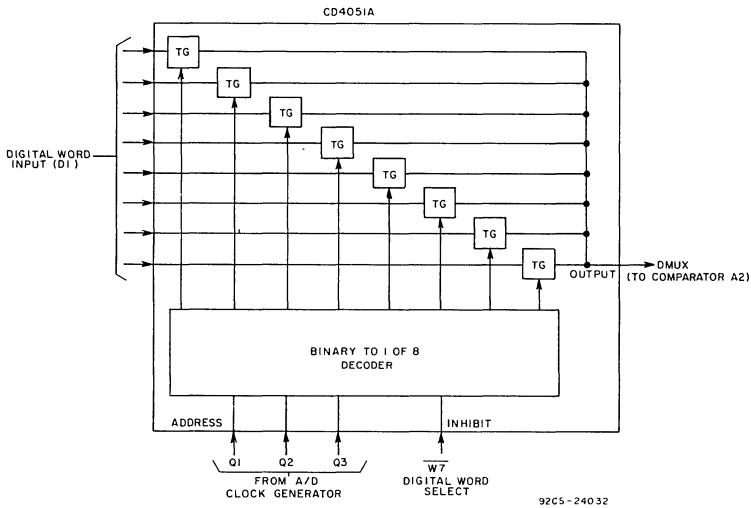 CD4051A
TG
TG
TG
TG
TG
TG
TG
TG
DIGITAL WORD
INPUT (D1)
OUTPUT
DMUX
(TO COMPARATOR A2)
BINARY TO 1 OF 8
DECODER
ADDRESS
INHIBIT
Q1 Q2 Q3
W7
FROM A/D
CLOCK GENERATOR
DIGITAL WORD
SELECT
92CS-24032